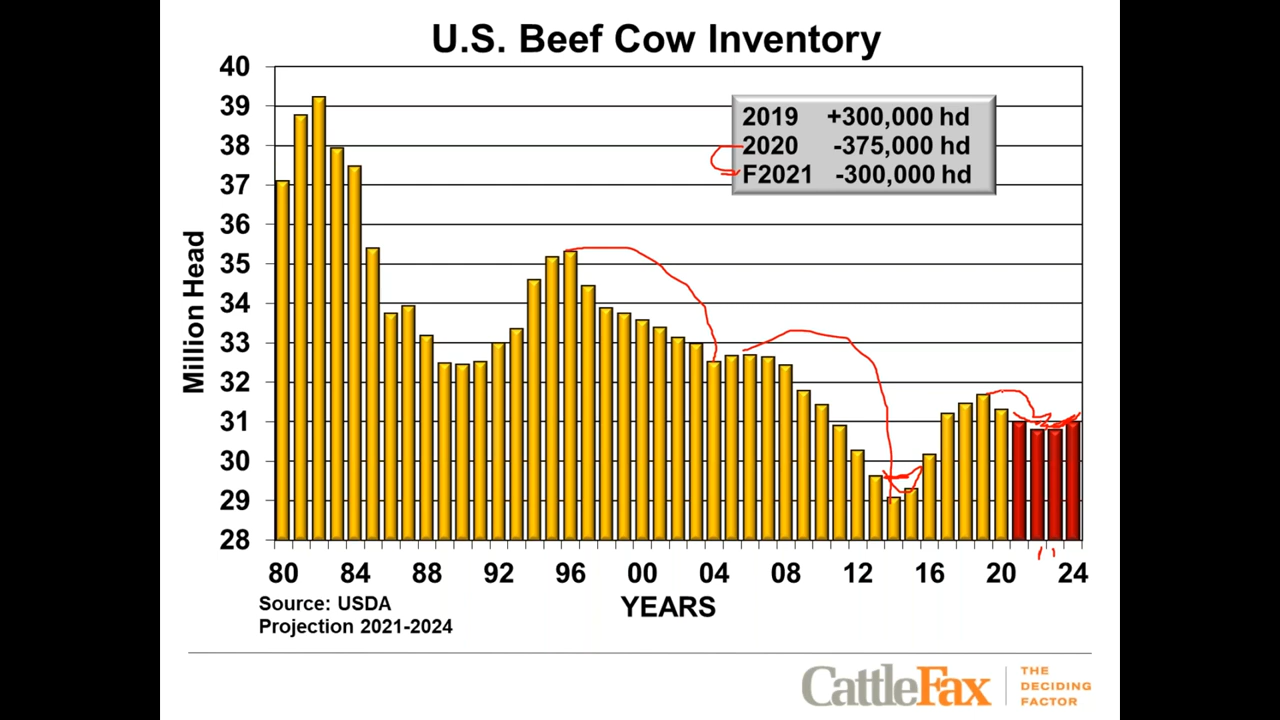 U.S. Beef Cow Inventory
40
39
38
37
36
35
34
33
32
31
30
29
28
Million Head
2019 +300,000 hd
2020 -375,000 hd
F2021 -300,000 hd
80 84 88 92 96 00 04 08 12 16 20 24
YEARS
Source: USDA
Projection 2021-2024
CattleFax
THE
DECIDING
FACTOR